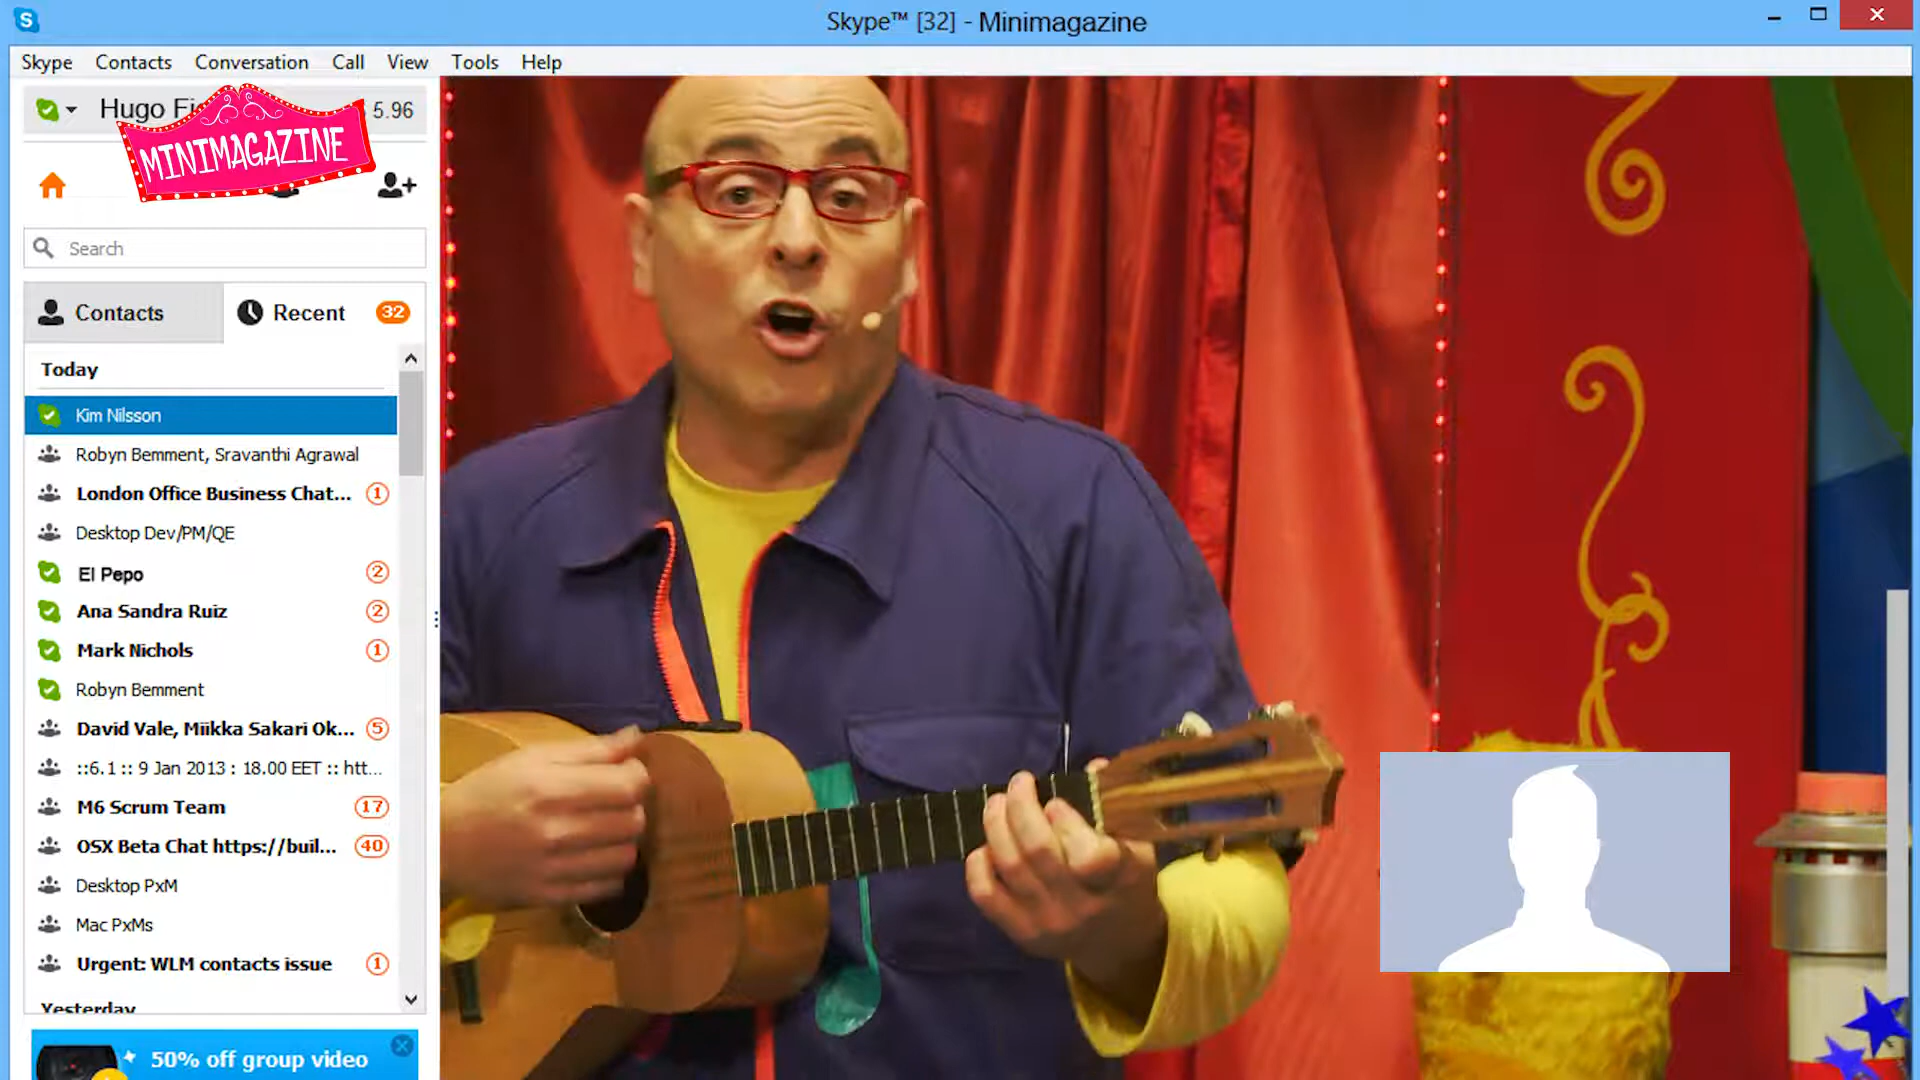 Skype™ [32] - Minimagazine
Skype Contacts Conversation Call View Tools Help
Hugo
5.96
MINIMAGAZINE
Search
Contacts
Recent 32
Today
Kim Nilsson
Robyn Bemment, Sravanthi Agrawal
London Office Business Chat... 1
Desktop Dev/PM/QE
El Pepo 2
Ana Sandra Ruiz 2
Mark Nichols 1
Robyn Bemment
David Vale, Miikka Sakari Ok... 5
::6.1 :: 9 Jan 2013 : 18.00 EET :: htt...
M6 Scrum Team 17
OSX Beta Chat https://buil... 40
Desktop PxM
Mac PxMs
Urgent: WLM contacts issue 1
Yesterday
50% off group video